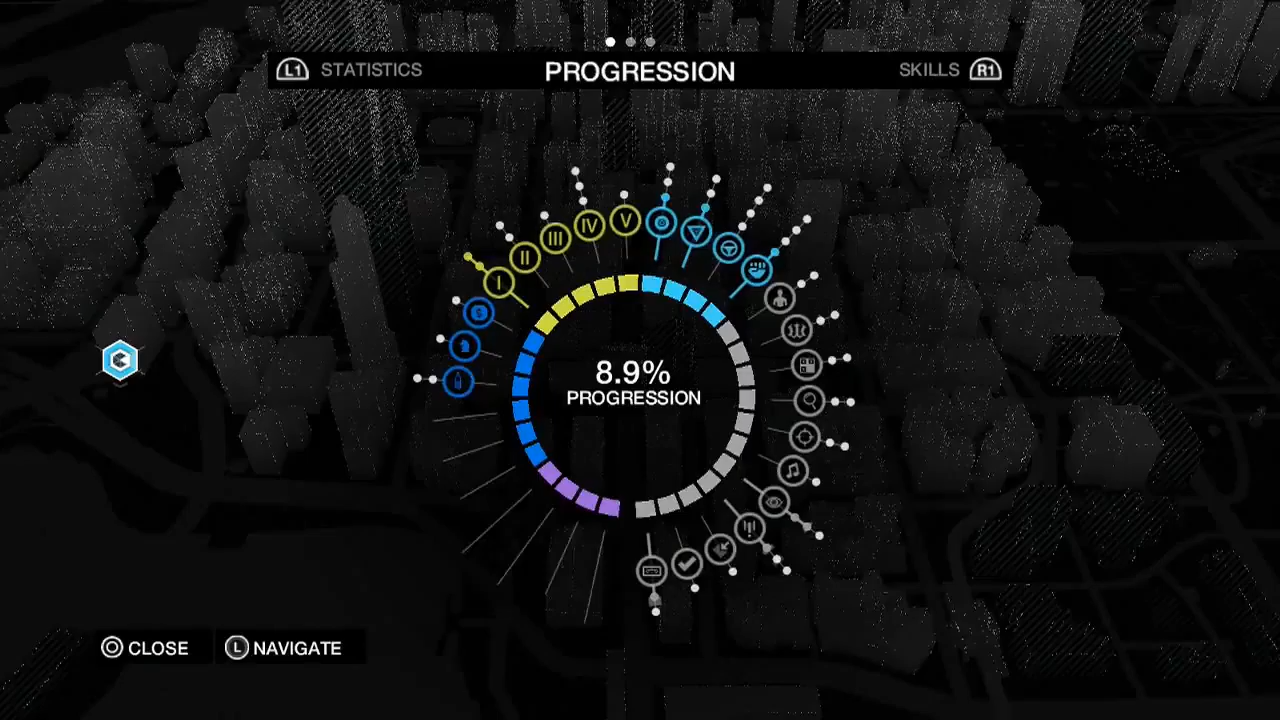 L1 STATISTICS
PROGRESSION
SKILLS R1
I
II
III
IV
V
8.9%
PROGRESSION
CLOSE
L NAVIGATE